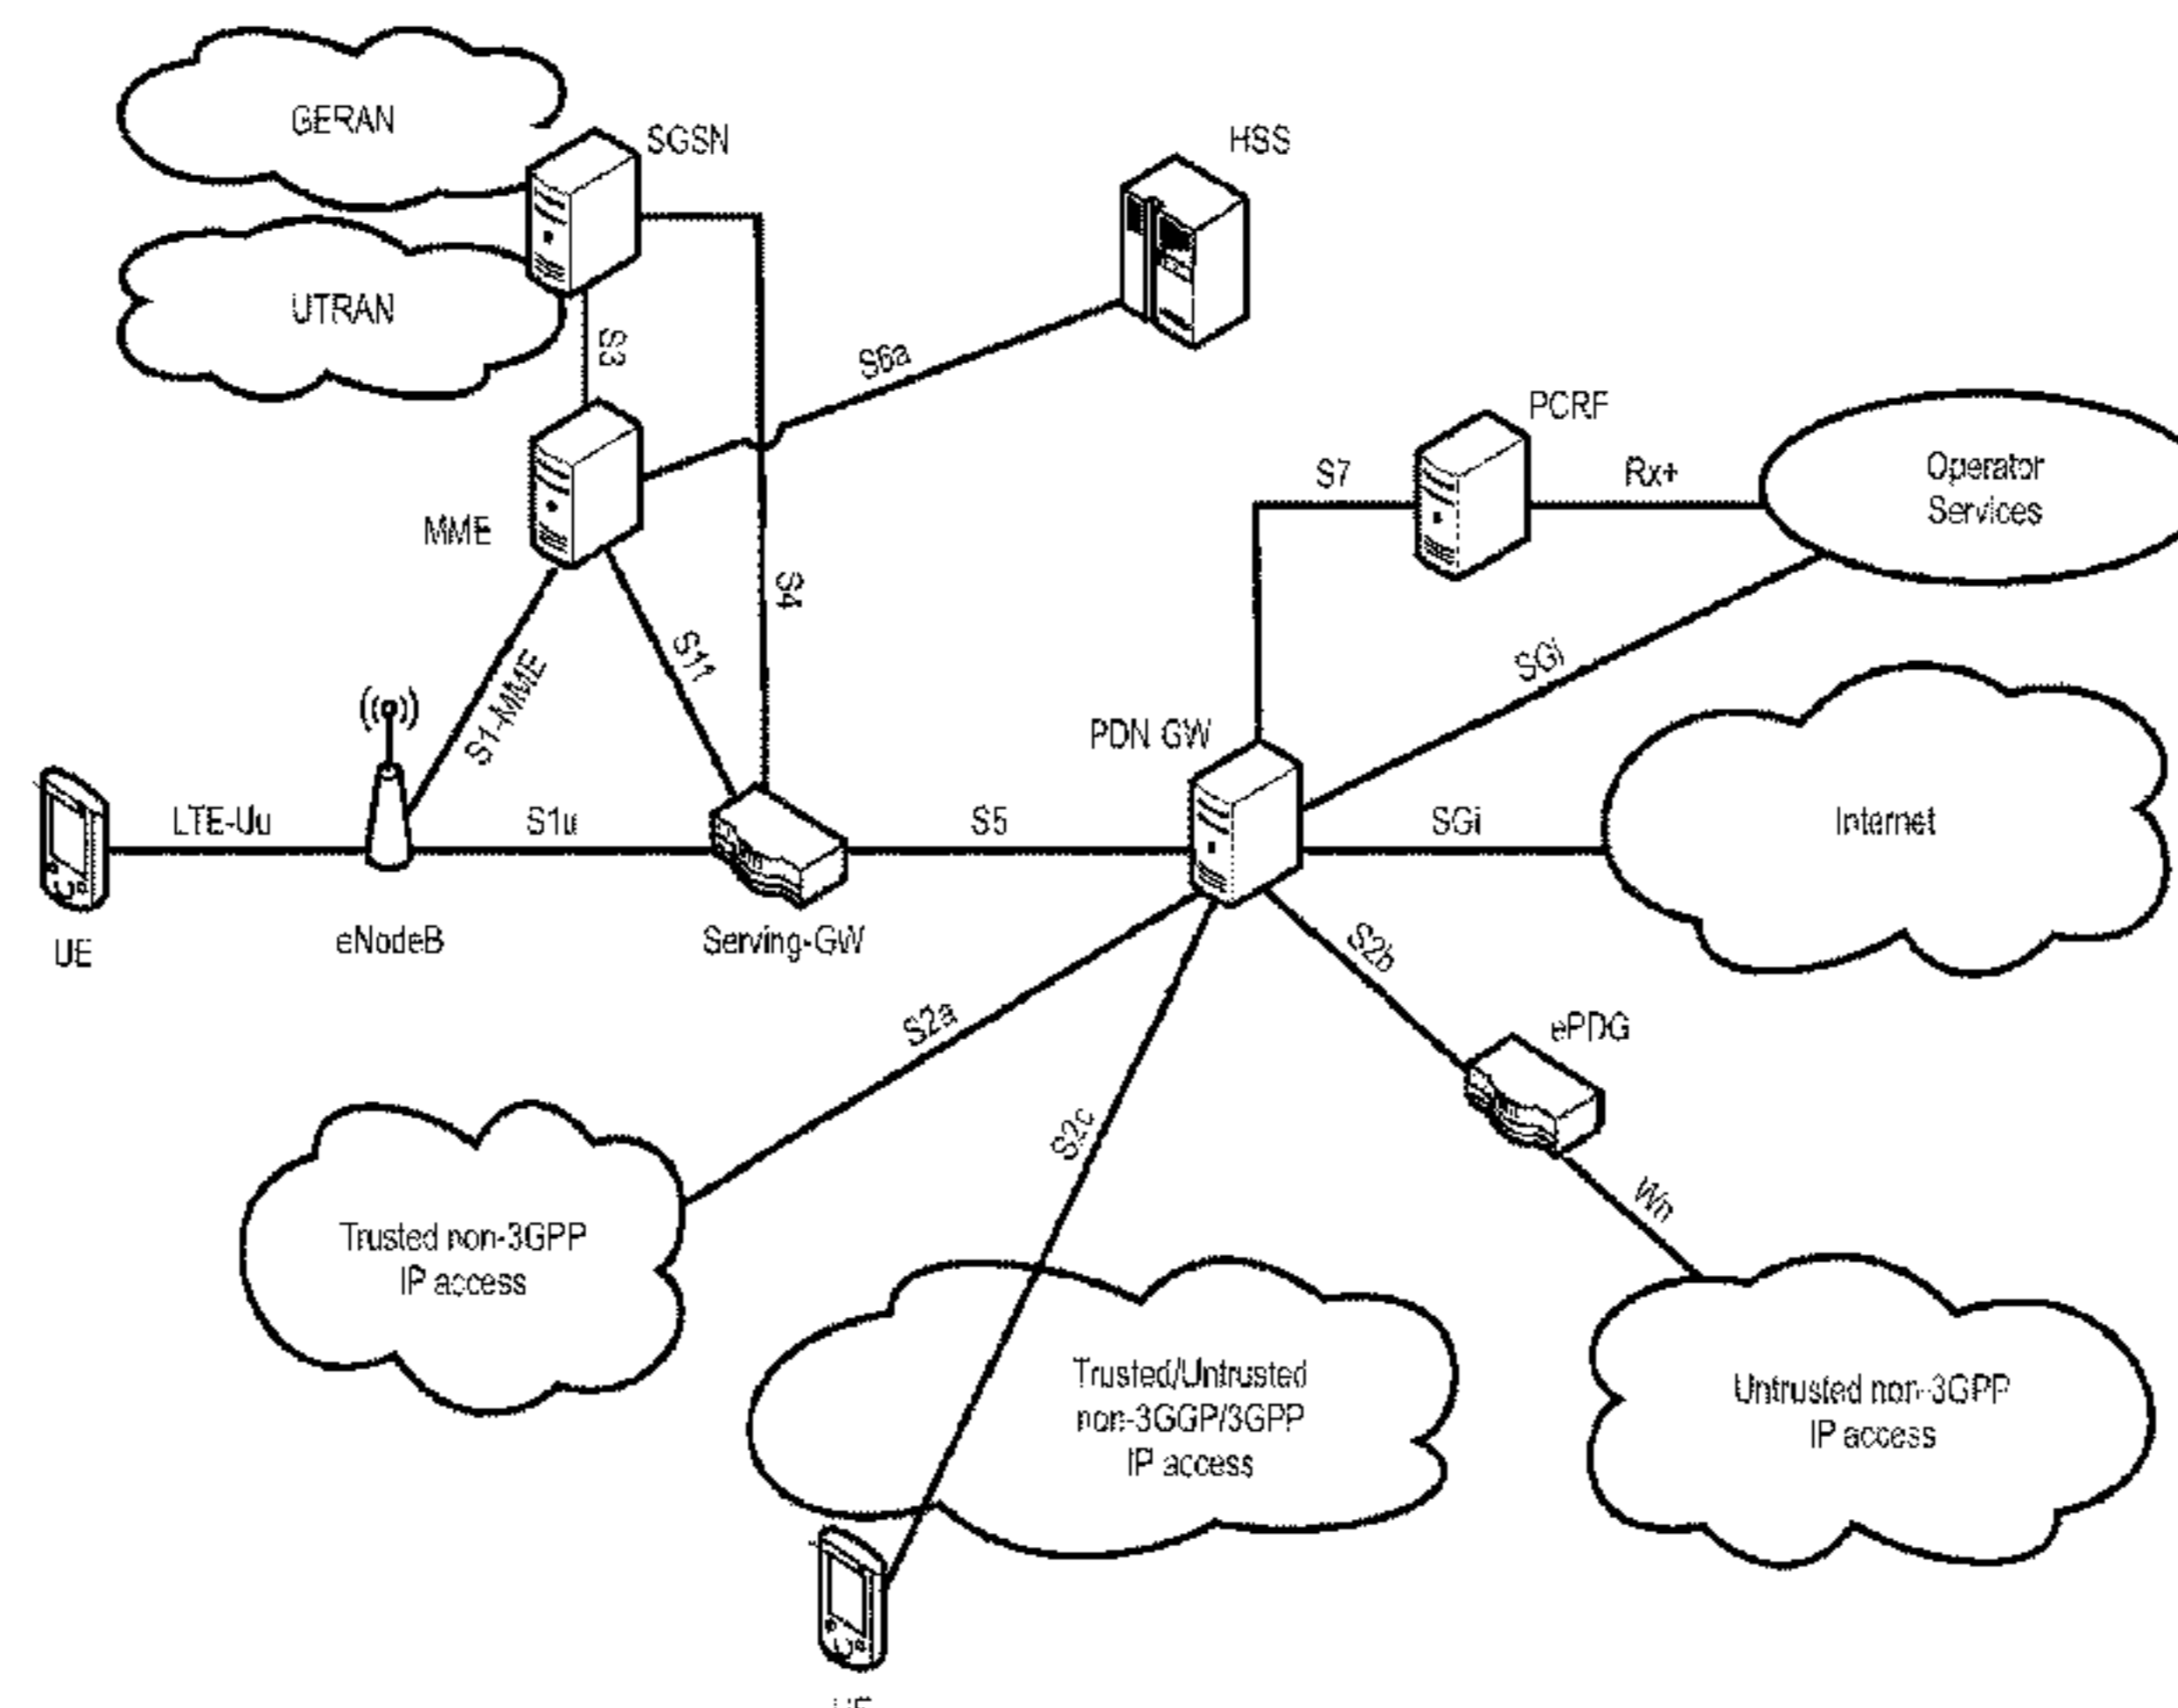 GERAN
SGSN
HSS
UTRAN
S3
S6a
PCRF
S7
Rx+
Operator
Services
MME
S4
S11
S1-MME
SGi
PDN GW
LTE-Uu
S1u
S5
SGi
Internet
UE
eNodeB
Serving-GW
S2b
S2a
ePDG
S2c
Wn
Trusted non-3GPP
IP access
Trusted/Untrusted
non-3GGP/3GPP
IP access
Untrusted non-3GPP
IP access